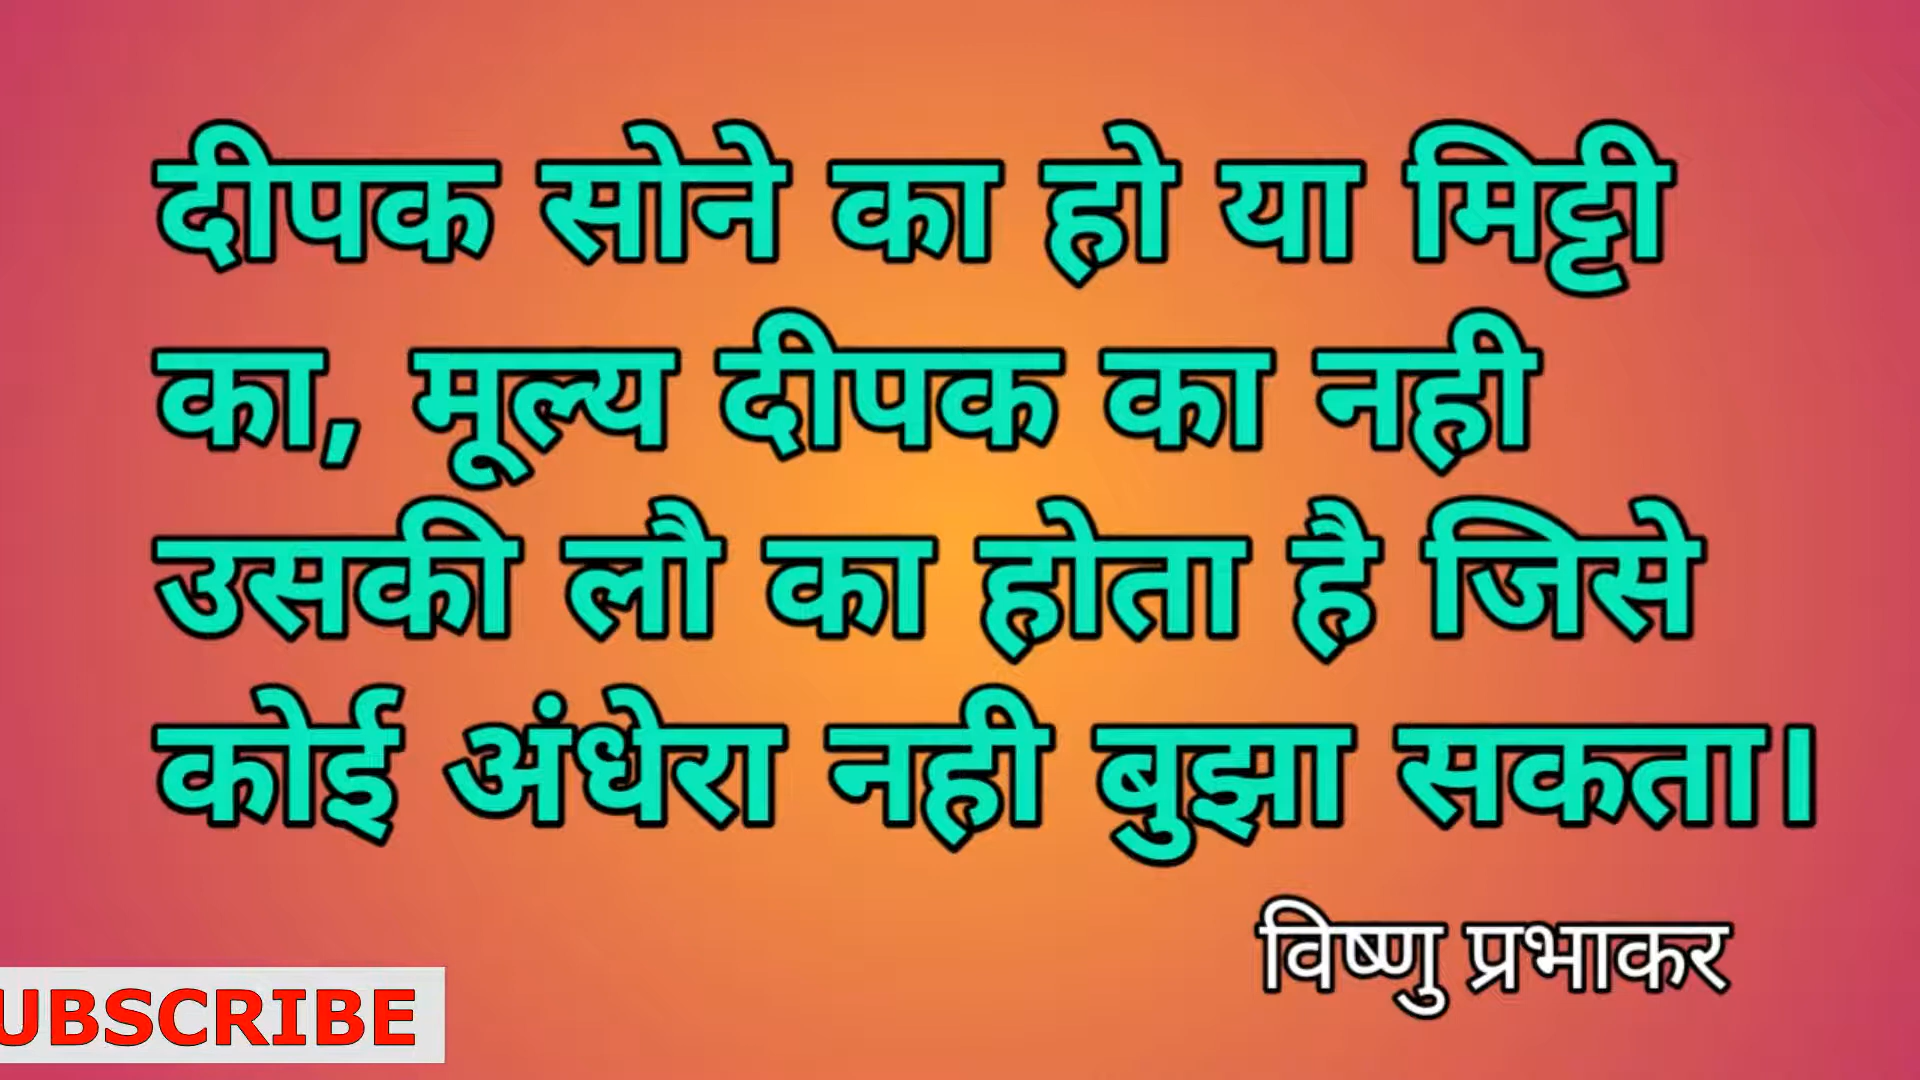 दीपक सोने का हो या मिट्टी
का, मूल्य दीपक का नही
उसकी लौ का होता है जिसे
कोई अंधेरा नही बुझा सकता।
विष्णु प्रभाकर
UBSCRIBE